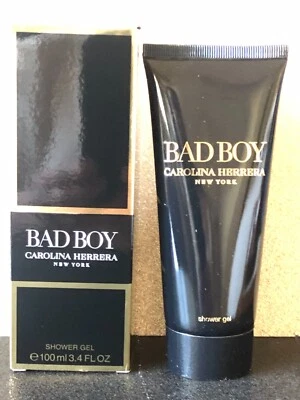 BAD BOY
CAROLINA HERRERA
NEW YORK
SHOWER GEL
℮100ml 3.4 FL OZ
BAD BOY
CAROLINA HERRERA
NEW YORK
shower gel